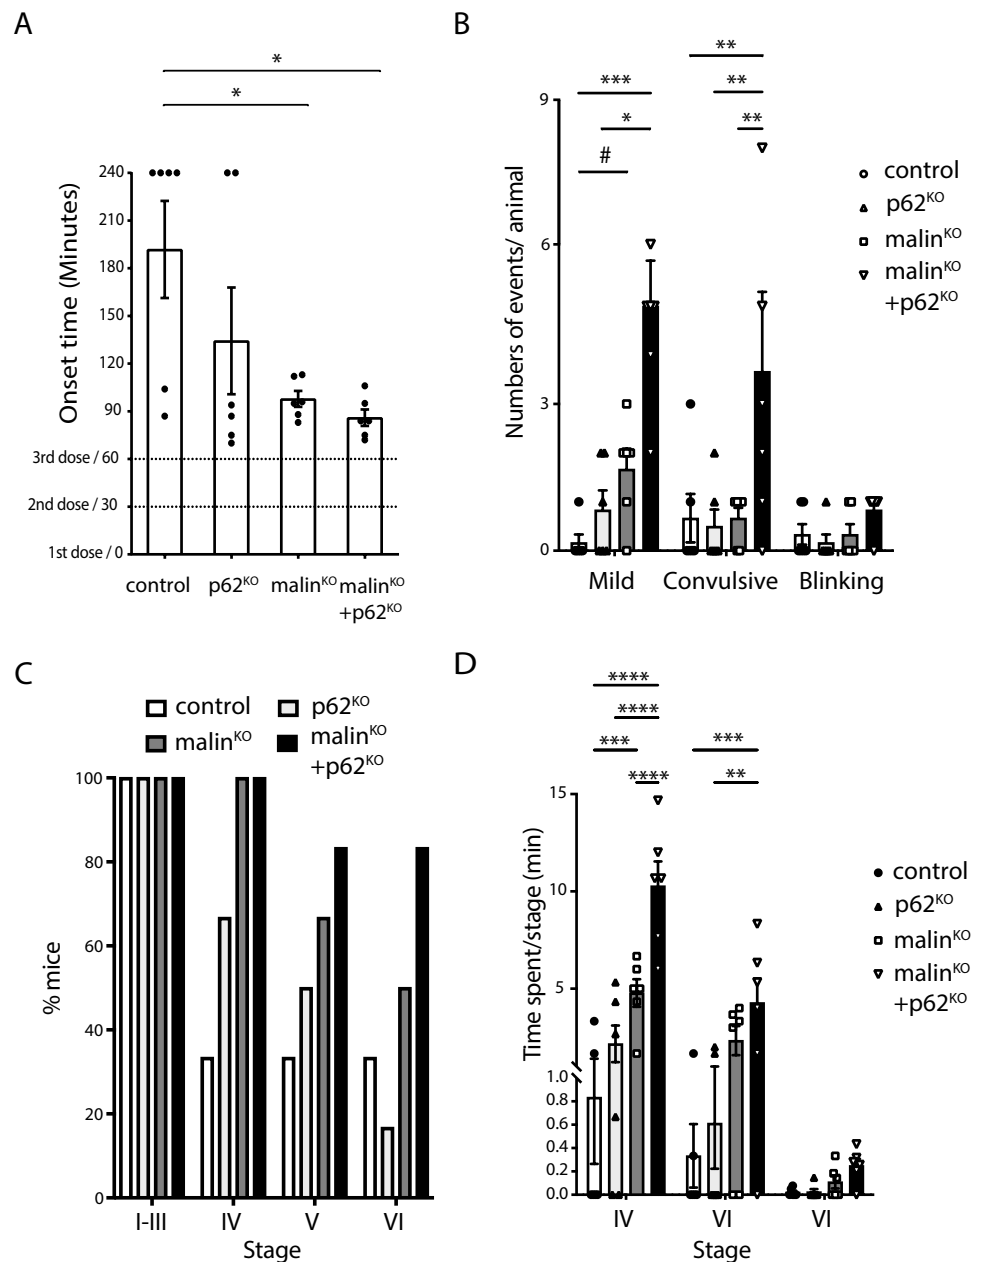 A
*
*
Onset time (Minutes)
240
210
180
150
120
90
3rd dose / 60
2nd dose / 30
1st dose / 0
control
p62KO
malinKO
malinKO
+p62KO
B
**
***
**
*
**
#
Numbers of events/ animal
9
6
3
0
Mild
Convulsive
Blinking
control
p62KO
malinKO
malinKO
+p62KO
C
control
p62KO
malinKO
malinKO
+p62KO
% mice
100
80
60
40
20
0
I-III
IV
V
VI
Stage
D
****
****
***
***
****
**
Time spent/stage (min)
15
10
5
1.0
0.8
0.6
0.4
0.2
0.0
IV
VI
VI
Stage
control
p62KO
malinKO
malinKO
+p62KO